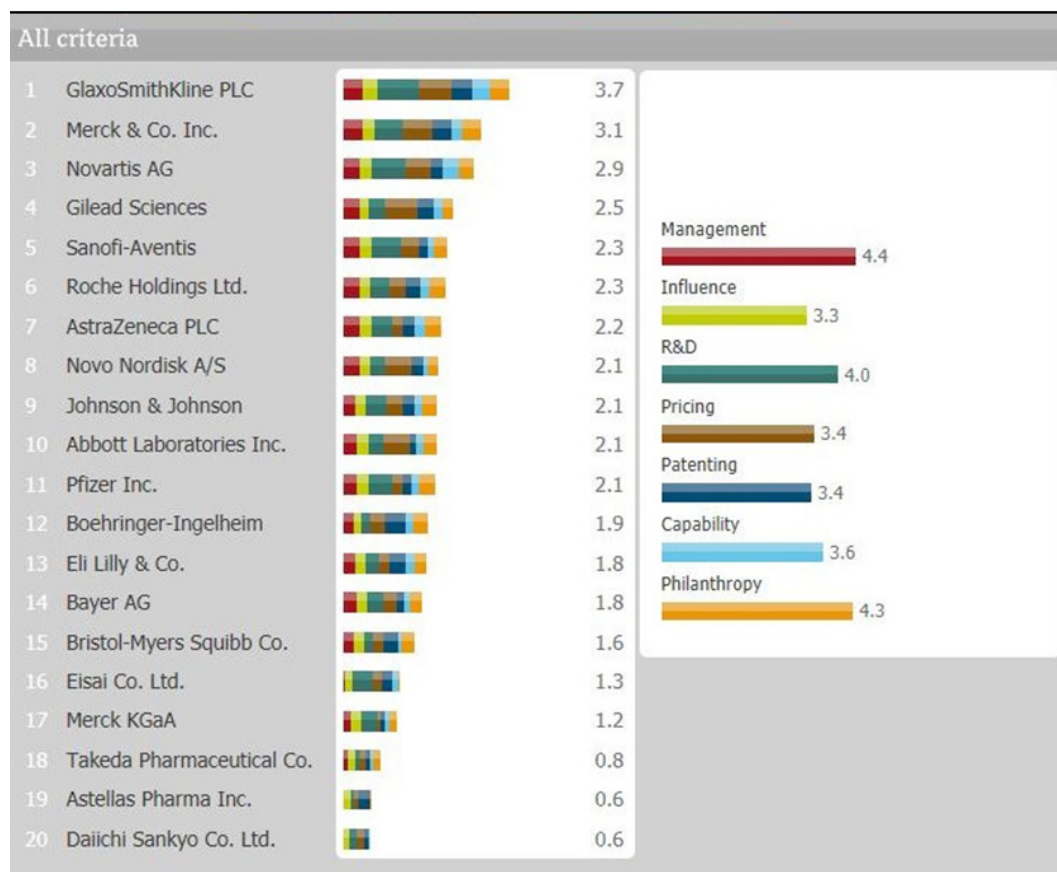 All criteria
1 GlaxoSmithKline PLC 3.7
2 Merck & Co. Inc. 3.1
3 Novartis AG 2.9
4 Gilead Sciences 2.5
5 Sanofi-Aventis 2.3
6 Roche Holdings Ltd. 2.3
7 AstraZeneca PLC 2.2
8 Novo Nordisk A/S 2.1
9 Johnson & Johnson 2.1
10 Abbott Laboratories Inc. 2.1
11 Pfizer Inc. 2.1
12 Boehringer-Ingelheim 1.9
13 Eli Lilly & Co. 1.8
14 Bayer AG 1.8
15 Bristol-Myers Squibb Co. 1.6
16 Eisai Co. Ltd. 1.3
17 Merck KGaA 1.2
18 Takeda Pharmaceutical Co. 0.8
19 Astellas Pharma Inc. 0.6
20 Daiichi Sankyo Co. Ltd. 0.6
Management
4.4
Influence
3.3
R&D
4.0
Pricing
3.4
Patenting
3.4
Capability
3.6
Philanthropy
4.3